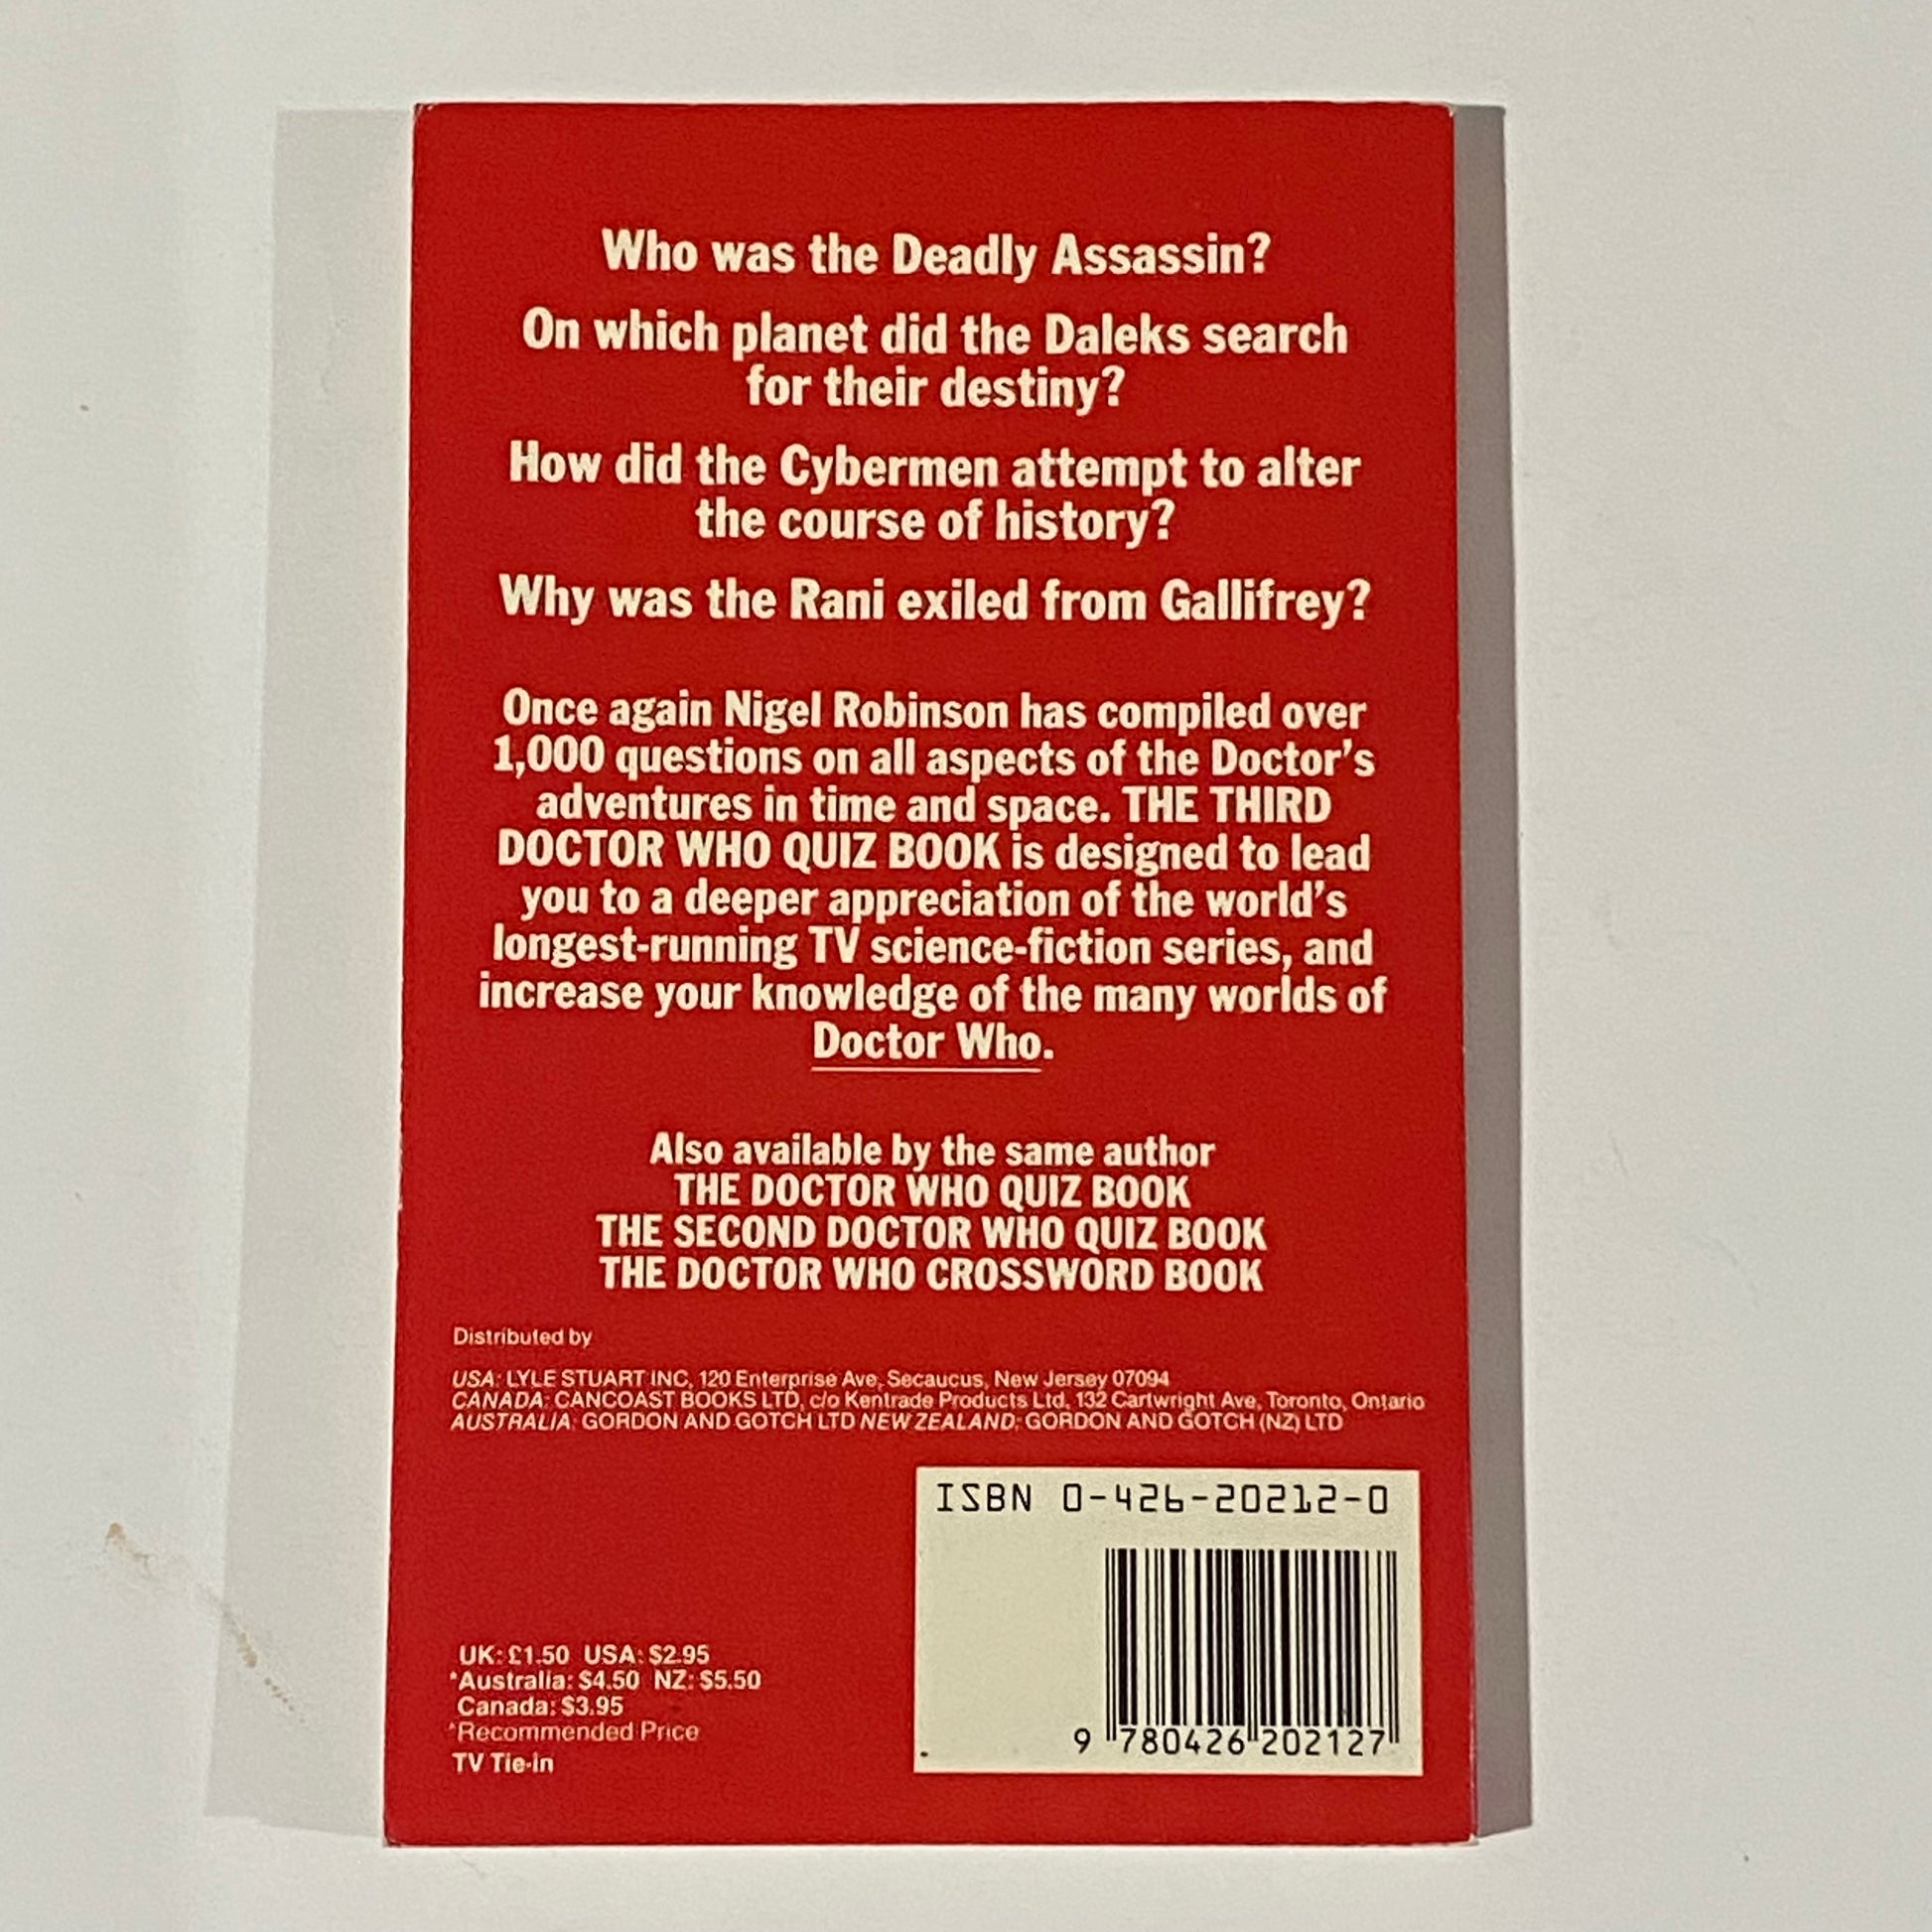 Who was the Deadly Assassin?
On which planet did the Daleks search
for their destiny?
How did the Cybermen attempt to alter
the course of history?
Why was the Rani exiled from Gallifrey?
Once again Nigel Robinson has compiled over
1,000 questions on all aspects of the Doctor's
adventures in time and space. THE THIRD
DOCTOR WHO QUIZ BOOK is designed to lead
you to a deeper appreciation of the world's
longest-running TV science-fiction series, and
increase your knowledge of the many worlds of
Doctor Who.
Also available by the same author
THE DOCTOR WHO QUIZ BOOK
THE SECOND DOCTOR WHO QUIZ BOOK
THE DOCTOR WHO CROSSWORD BOOK
Distributed by
USA: LYLE STUART INC, 120 Enterprise Ave, Secaucus, New Jersey 07094
CANADA: CANCOAST BOOKS LTD, c/o Kentrade Products Ltd, 132 Cartwright Ave, Toronto, Ontario
AUSTRALIA: GORDON AND GOTCH LTD NEW ZEALAND: GORDON AND GOTCH (NZ) LTD
ISBN 0-426-20212-0
9 780426 202127
UK: £1.50 USA: $2.95
*Australia: $4.50 NZ: $5.50
Canada: $3.95
*Recommended Price
TV Tie-in